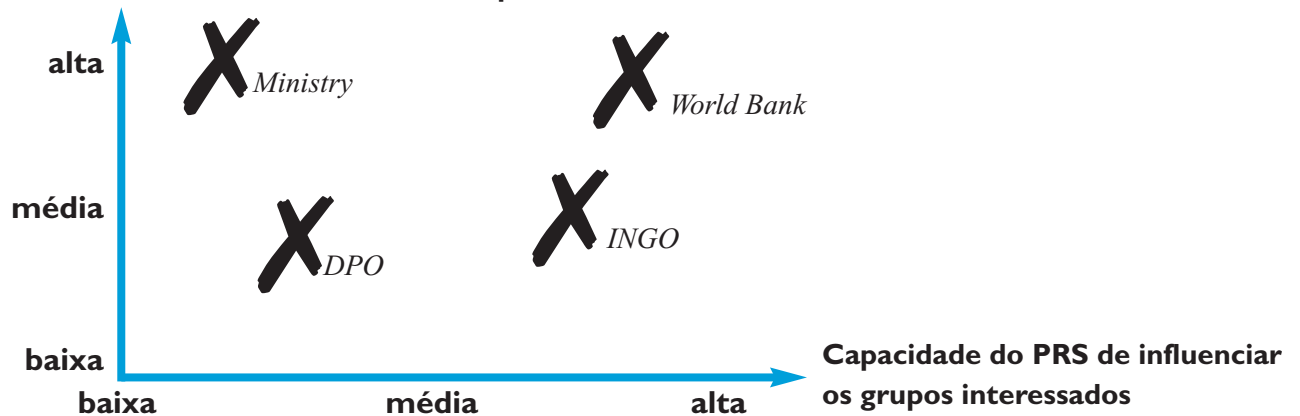 alta
Ministry
World Bank
média
INGO
DPO
baixa
Capacidade do PRS de influenciar
os grupos interessados
baixa
média
alta